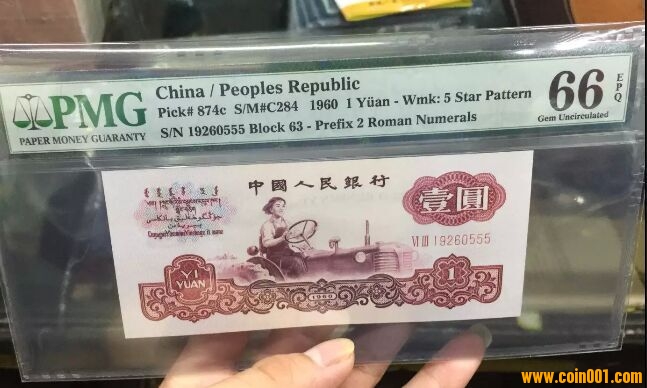 PMG
PAPER MONEY GUARANTY
China / Peoples Republic
Pick# 874c S/M#C284 1960 1 Yüan - Wmk: 5 Star Pattern
S/N 19260555 Block 63 - Prefix 2 Roman Numerals
66
EPQ
Gem Uncirculated
中國人民銀行
壹圓
VI III 19260555
YI
YUAN
1960
1
www.coin001.com